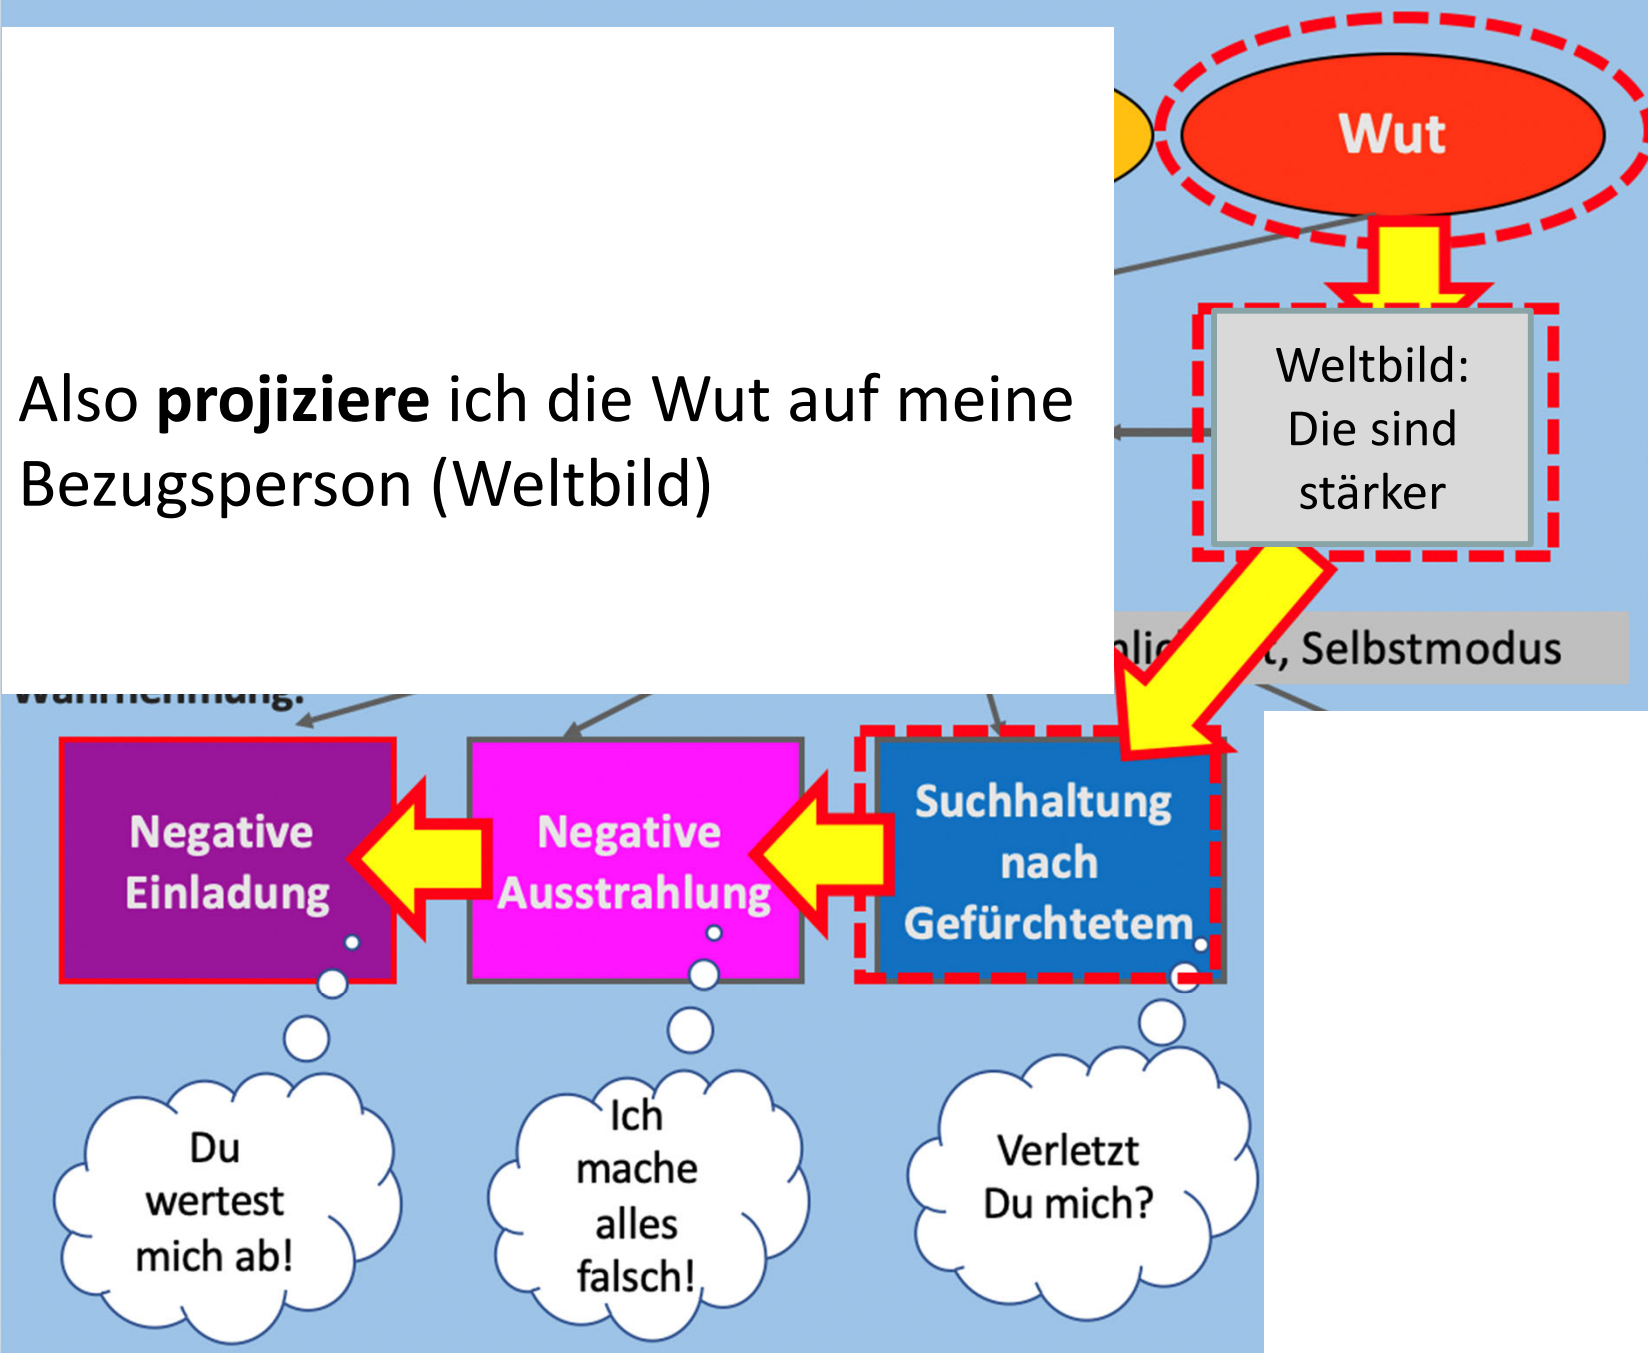 Wut
Weltbild:
Die sind
stärker
Also projiziere ich die Wut auf meine
Bezugsperson (Weltbild)
Selbstmodus
Wahrnehmung:
Negative
Einladung
Negative
Ausstrahlung
Suchhaltung
nach
Gefürchtetem
Du
wertest
mich ab!
Ich
mache
alles
falsch!
Verletzt
Du mich?